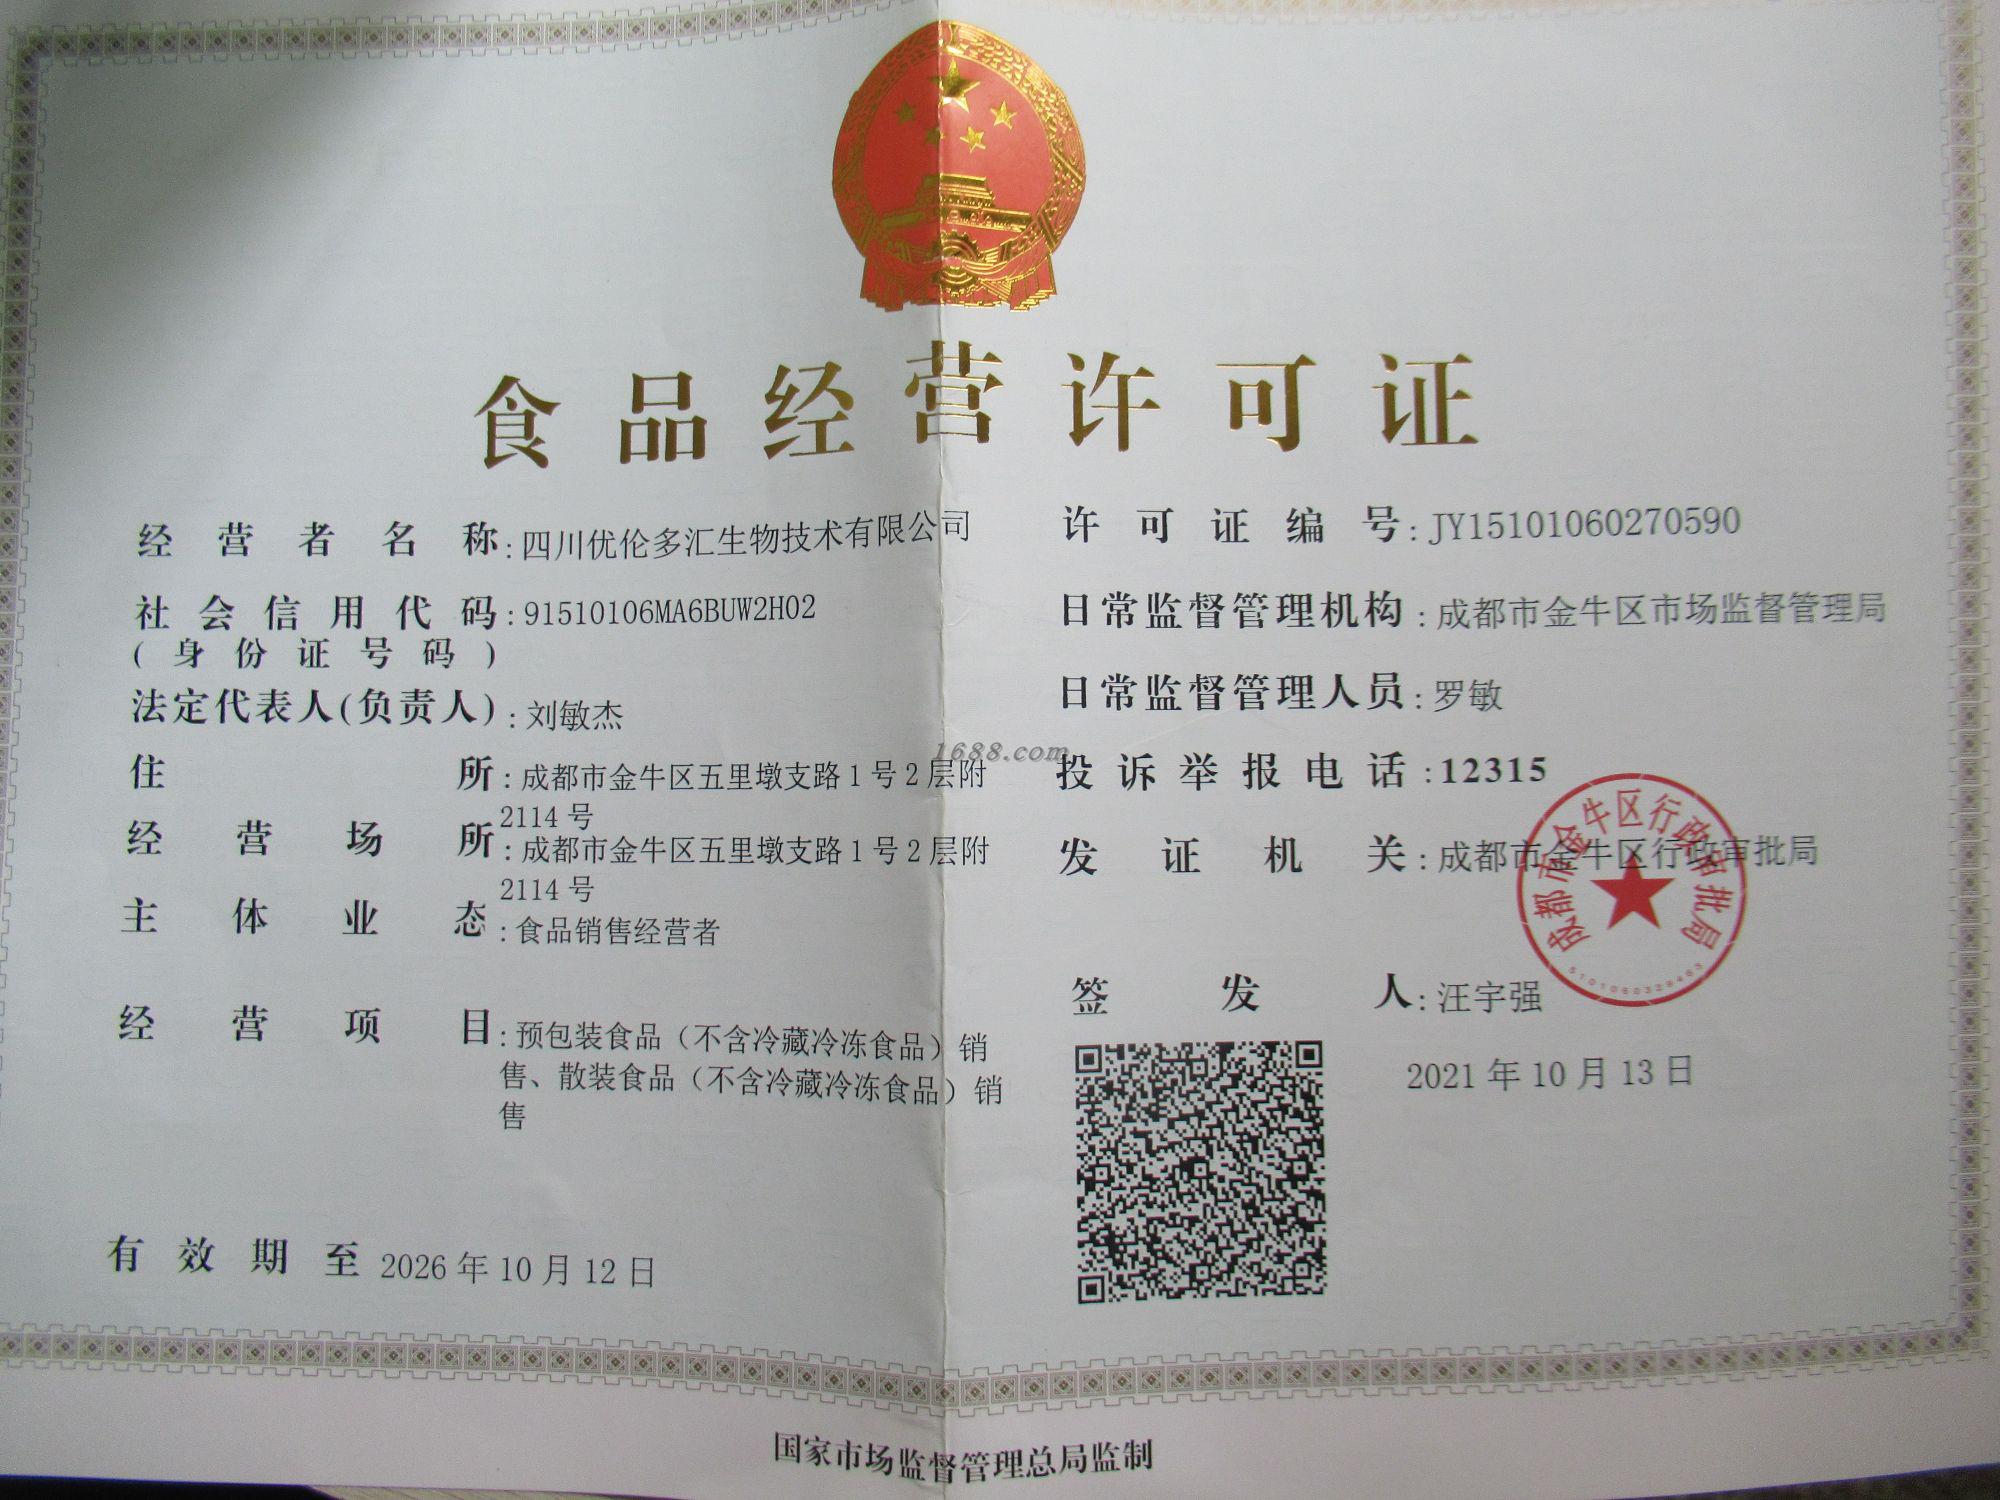 食品经营许可证
经营者名称：四川优伦多汇生物技术有限公司
社会信用代码：91510106MA6BUW2H02
(身份证号码)
法定代表人(负责人)：刘敏杰
住所：成都市金牛区五里墩支路1号2层附
2114号
经营场所：成都市金牛区五里墩支路1号2层附
2114号
主体业态：食品销售经营者
经营项目：预包装食品（不含冷藏冷冻食品）销
售、散装食品（不含冷藏冷冻食品）销
售
有效期至 2026年10月12日
许可证编号：JY15101060270590
日常监督管理机构：成都市金牛区市场监督管理局
日常监督管理人员：罗敏
投诉举报电话：12315
发证机关：成都市金牛区行政审批局
成都市金牛区行政审批局
签发人：汪宇强
2021年10月13日
1688.com
国家市场监督管理总局监制